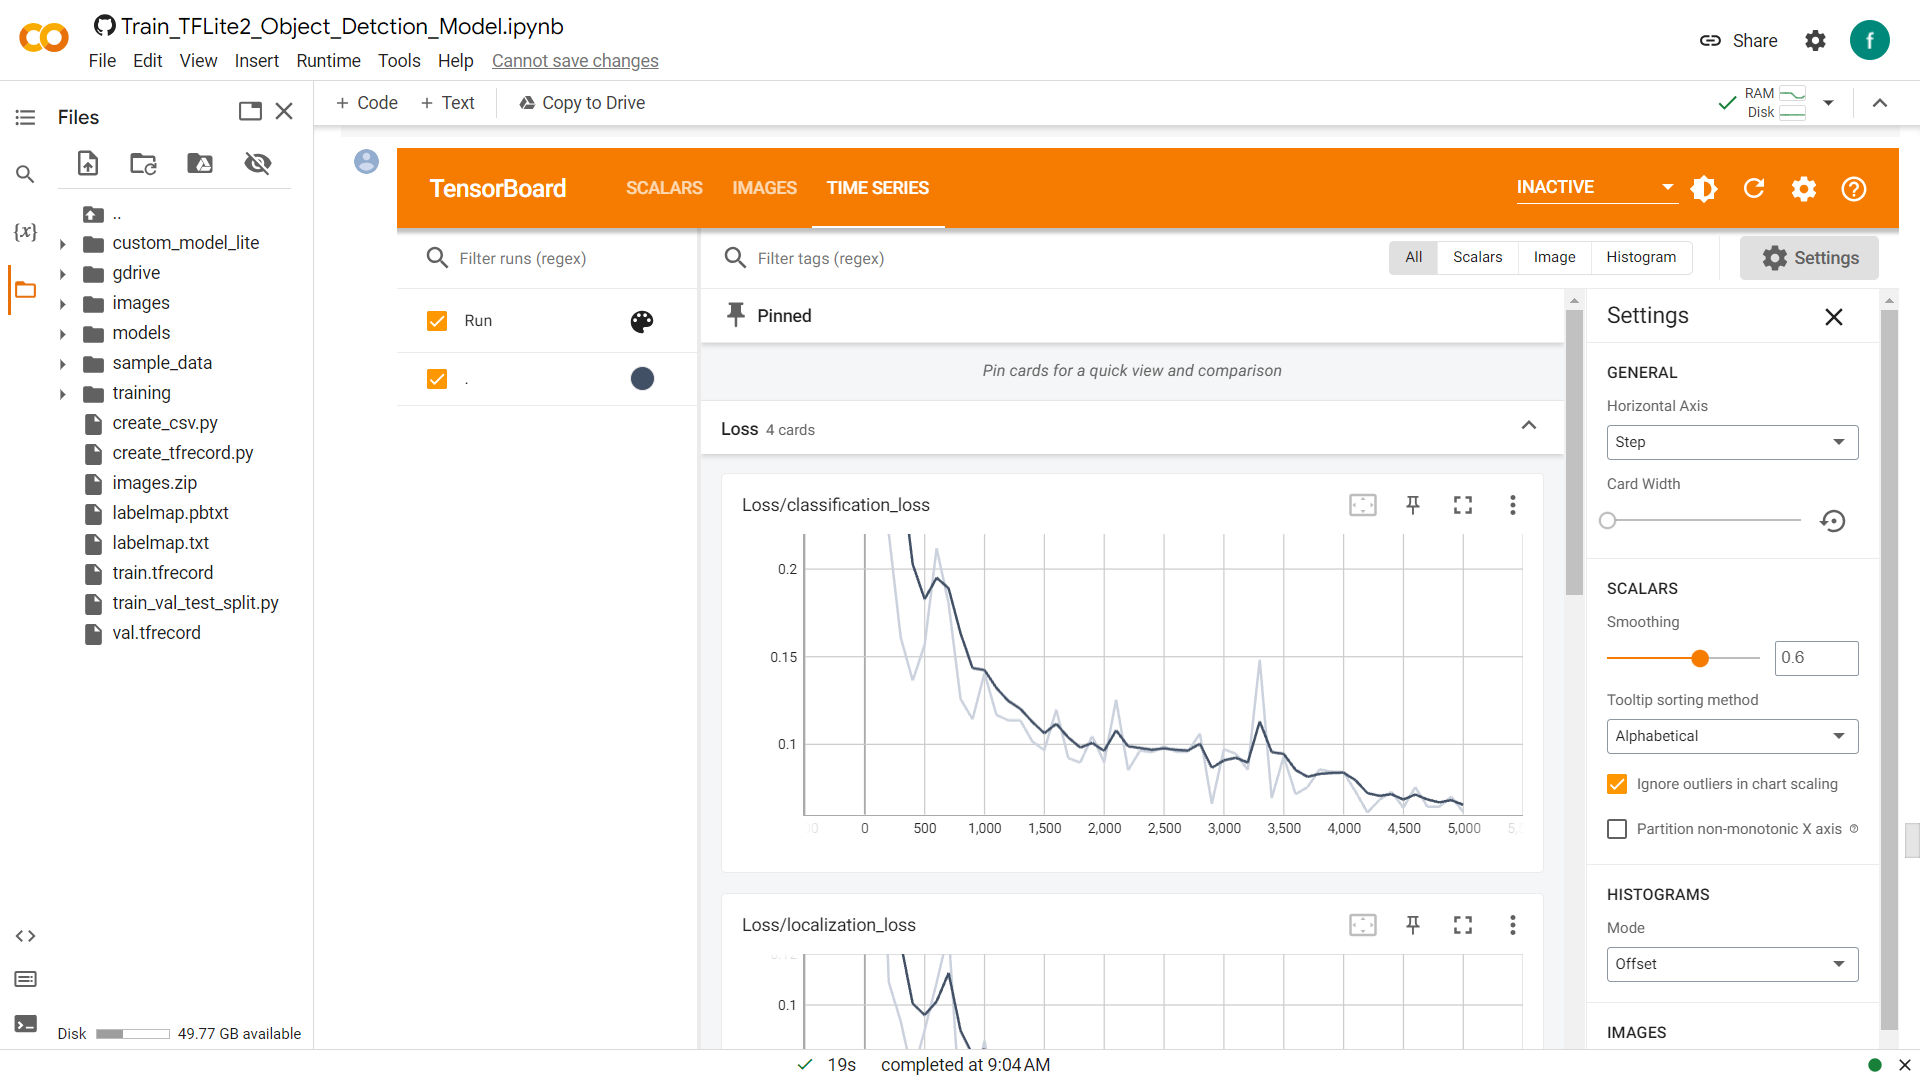 Train_TFLite2_Object_Detction_Model.ipynb
File Edit View Insert Runtime Tools Help Cannot save changes
Share
f
Files
+ Code + Text Copy to Drive
RAM
Disk
..
custom_model_lite
gdrive
images
models
sample_data
training
create_csv.py
create_tfrecord.py
images.zip
labelmap.pbtxt
labelmap.txt
train.tfrecord
train_val_test_split.py
val.tfrecord
{x}
Disk 49.77 GB available
TensorBoard SCALARS IMAGES TIME SERIES INACTIVE
Filter runs (regex)
Run
.
Filter tags (regex)
All Scalars Image Histogram Settings
Pinned
Pin cards for a quick view and comparison
Loss 4 cards
Loss/classification_loss
0.2
0.15
0.1
0 500 1,000 1,500 2,000 2,500 3,000 3,500 4,000 4,500 5,000
Loss/localization_loss
0.1
Settings
GENERAL
Horizontal Axis
Step
Card Width
SCALARS
Smoothing
0.6
Tooltip sorting method
Alphabetical
Ignore outliers in chart scaling
Partition non-monotonic X axis
HISTOGRAMS
Mode
Offset
IMAGES
19s completed at 9:04 AM